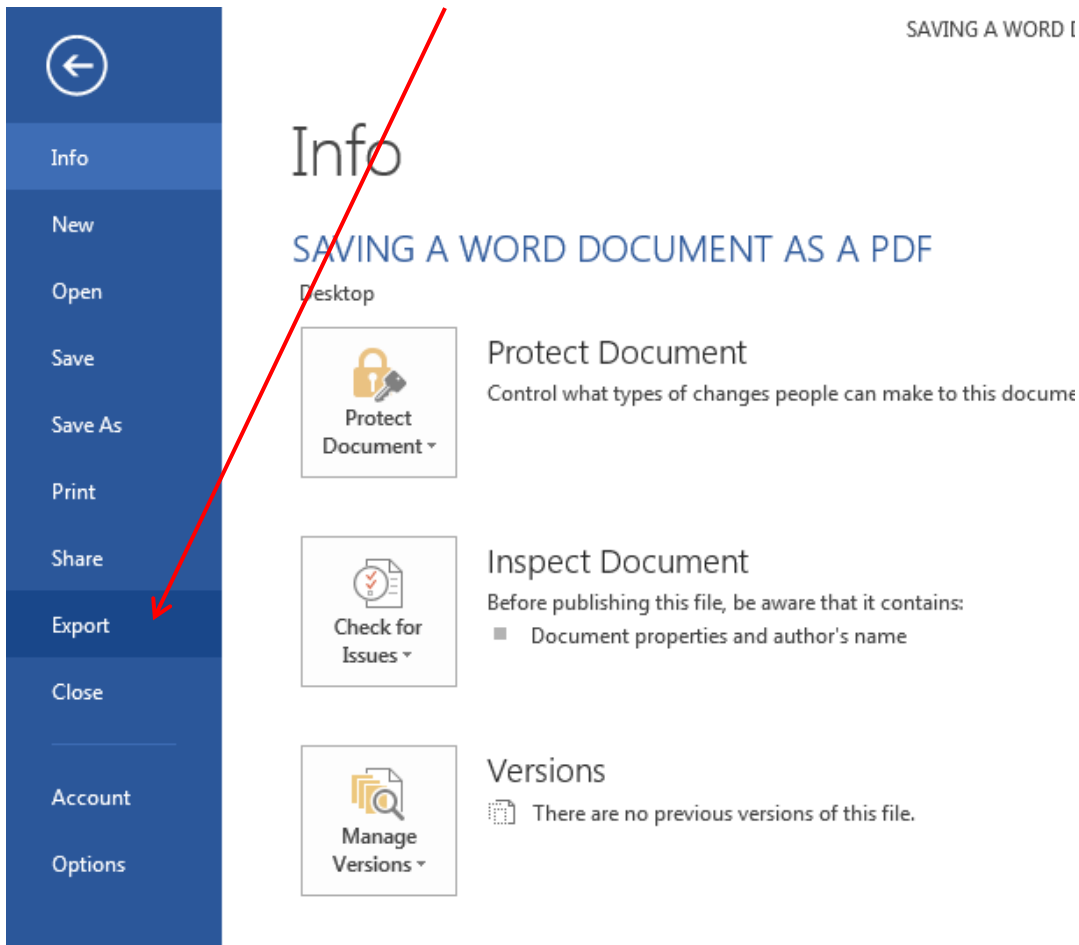 SAVING A WORD
Info
New
Open
Save
Save As
Print
Share
Export
Close
Account
Options
Info
SAVING A WORD DOCUMENT AS A PDF
Desktop
Protect
Document
Protect Document
Control what types of changes people can make to this docume
Check for
Issues
Inspect Document
Before publishing this file, be aware that it contains:
Document properties and author's name
Manage
Versions
Versions
There are no previous versions of this file.